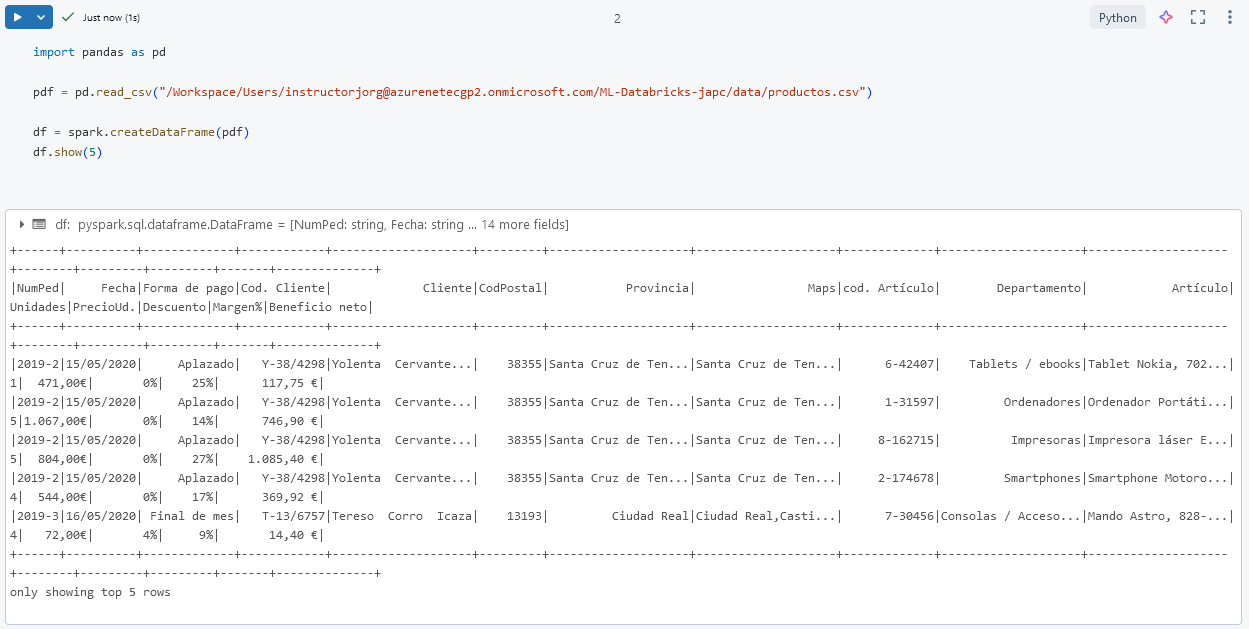 Just now (1s)
2
Python
import pandas as pd
pdf = pd.read_csv("/Workspace/Users/instructorjorg@azurenetecgp2.onmicrosoft.com/ML-Databricks-japc/data/productos.csv")
df = spark.createDataFrame(pdf)
df.show(5)
df: pyspark.sql.dataframe.DataFrame = [NumPed: string, Fecha: string ... 14 more fields]
+------+----------+-------------+------------+--------------------+---------+--------------------+--------------------+-------------+--------------------+--------------------
+--------+---------+---------+-------+--------------+
|NumPed|     Fecha|Forma de pago|Cod. Cliente|             Cliente|CodPostal|           Provincia|                Maps|cod. Artículo|        Departamento|            Artículo|
Unidades|PrecioUd.|Descuento|Margen%|Beneficio neto|
+------+----------+-------------+------------+--------------------+---------+--------------------+--------------------+-------------+--------------------+--------------------
+--------+---------+---------+-------+--------------+
|2019-2|15/05/2020|     Aplazado|   Y-38/4298|Yolenta  Cervante...|    38355|Santa Cruz de Ten...|Santa Cruz de Ten...|      6-42407|    Tablets / ebooks|Tablet Nokia, 702...|
1|  471,00€|       0%|    25%|      117,75 €|
|2019-2|15/05/2020|     Aplazado|   Y-38/4298|Yolenta  Cervante...|    38355|Santa Cruz de Ten...|Santa Cruz de Ten...|      1-31597|         Ordenadores|Ordenador Portáti...|
5|1.067,00€|       0%|    14%|      746,90 €|
|2019-2|15/05/2020|     Aplazado|   Y-38/4298|Yolenta  Cervante...|    38355|Santa Cruz de Ten...|Santa Cruz de Ten...|     8-162715|          Impresoras|Impresora láser E...|
5|  804,00€|       0%|    27%|    1.085,40 €|
|2019-2|15/05/2020|     Aplazado|   Y-38/4298|Yolenta  Cervante...|    38355|Santa Cruz de Ten...|Santa Cruz de Ten...|     2-174678|         Smartphones|Smartphone Motoro...|
4|  544,00€|       0%|    17%|      369,92 €|
|2019-3|16/05/2020| Final de mes|   T-13/6757|Tereso  Corro  Icaza|    13193|         Ciudad Real|Ciudad Real,Casti...|      7-30456|Consolas / Acceso...|Mando Astro, 828-...|
4|   72,00€|       4%|     9%|       14,40 €|
+------+----------+-------------+------------+--------------------+---------+--------------------+--------------------+-------------+--------------------+--------------------
+--------+---------+---------+-------+--------------+
only showing top 5 rows